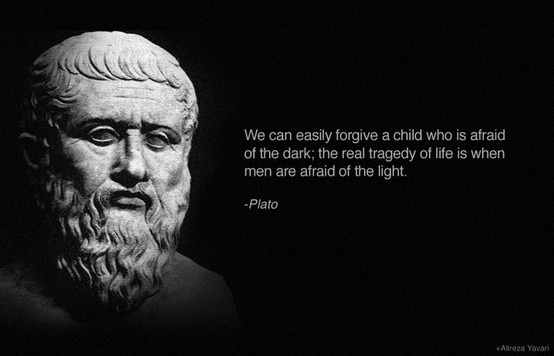 We can easily forgive a child who is afraid
of the dark; the real tragedy of life is when
men are afraid of the light.
-Plato
+Alireza Yavari